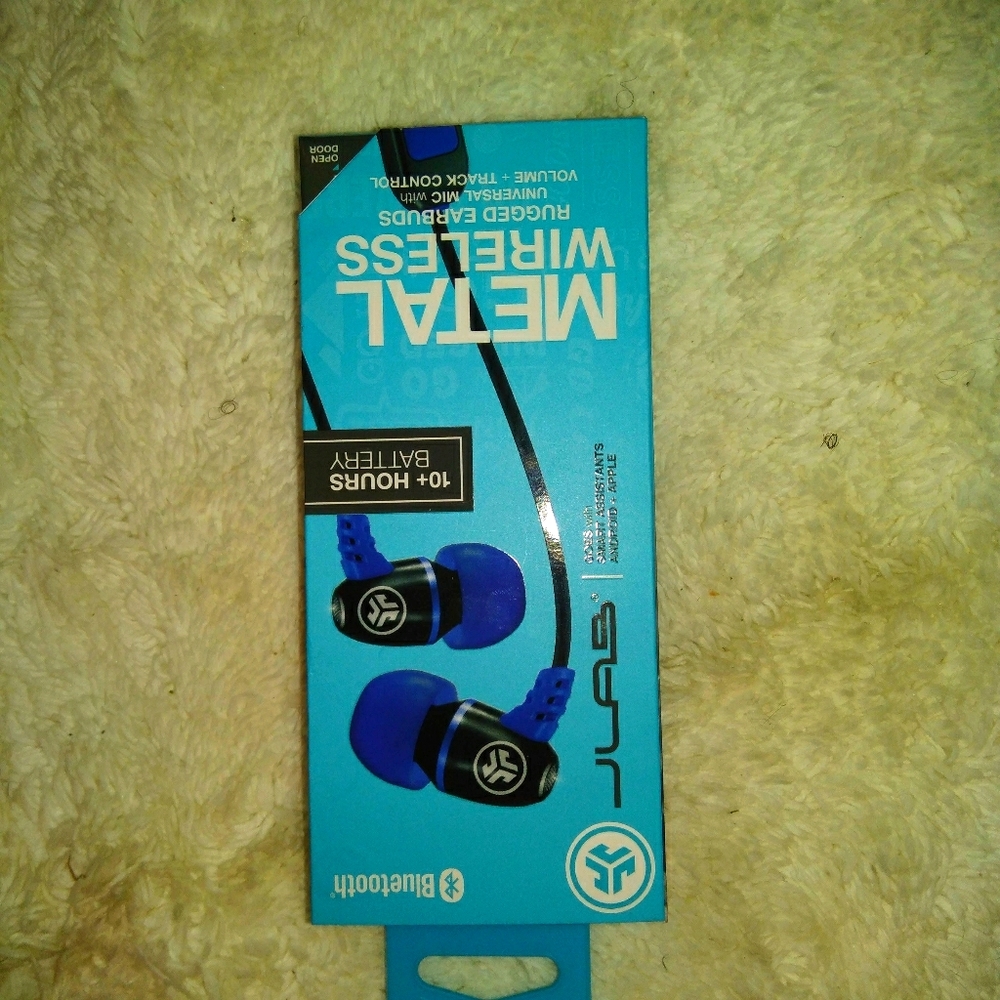 Bluetooth®
JLAB®
GOES with
SMART ASSISTANTS
ANDROID + APPLE
10+ HOURS
BATTERY
METAL
WIRELESS
RUGGED EARBUDS
UNIVERSAL MIC with
VOLUME + TRACK CONTROL
OPEN
DOOR